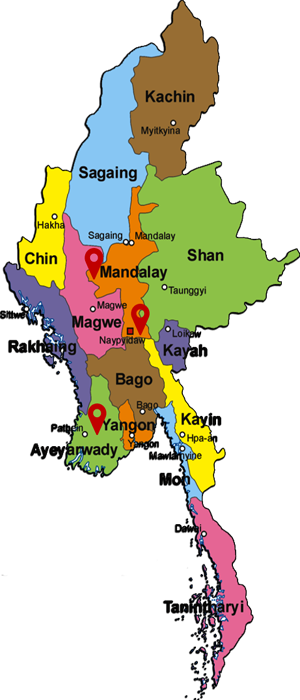 Kachin
Myitkyina
Sagaing
Hakha
Sagaing
Mandalay
Chin
Mandalay
Shan
Taunggyi
Magwe
Sittwe
Magwe
Loikaw
Naypyidaw
Rakhaing
Kayah
Bago
Bago
Kayin
Pathein
Yangon
Yangon
Hpa-an
Ayeyarwady
Mawlamyine
Mon
Dawei
Tanintharyi